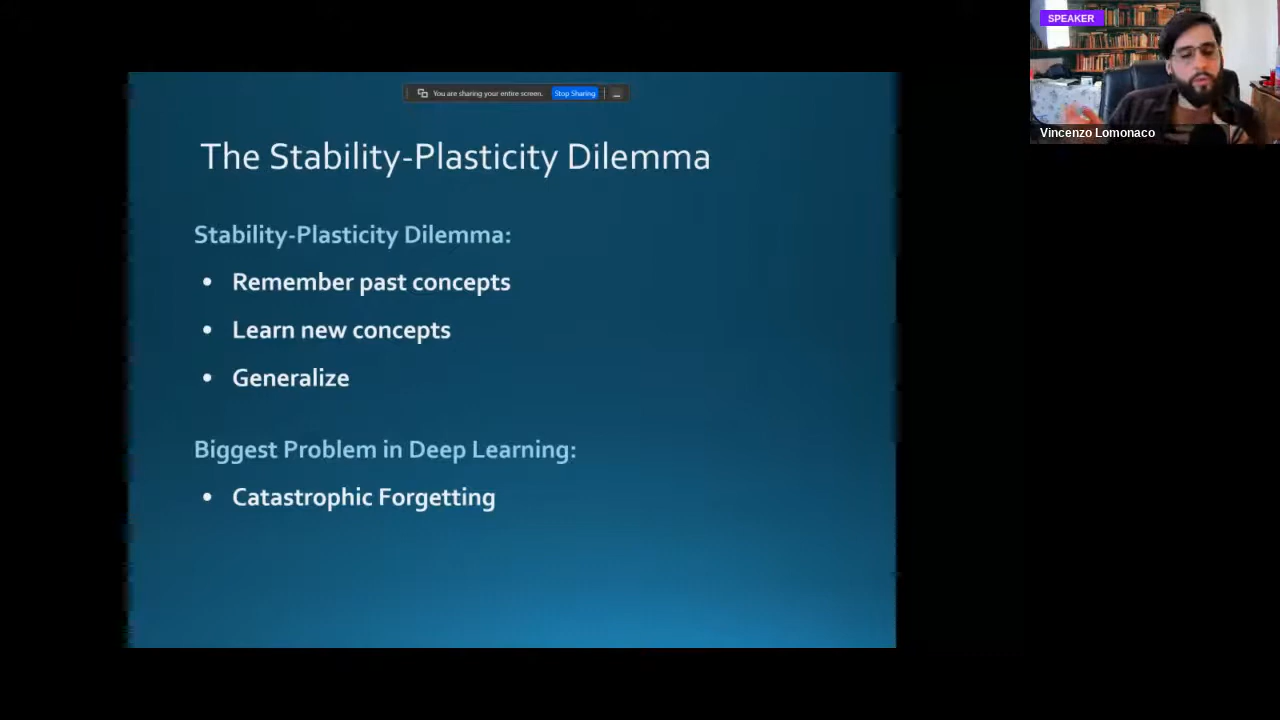 SPEAKER
Vincenzo Lomonaco
You are sharing your entire screen. Stop Sharing
The Stability-Plasticity Dilemma
Stability-Plasticity Dilemma:
• Remember past concepts
• Learn new concepts
• Generalize
Biggest Problem in Deep Learning:
• Catastrophic Forgetting